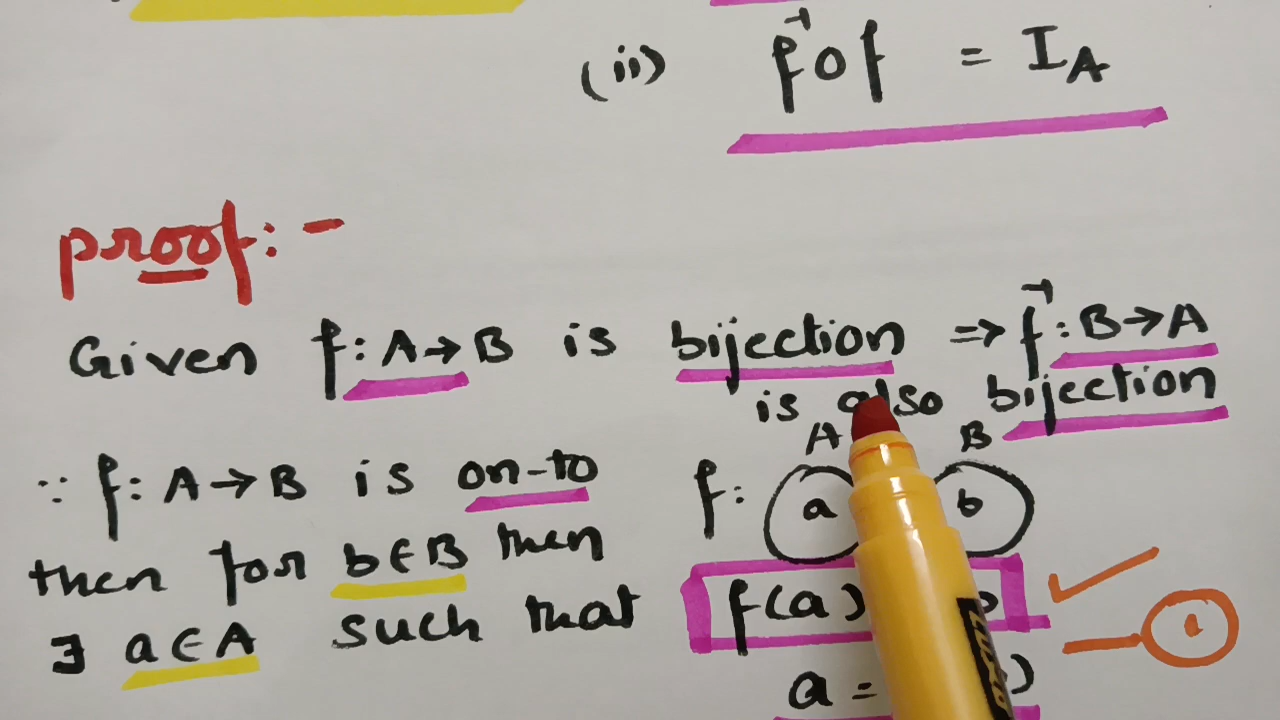 (ii) f⁻¹of = I_A
proof:-
Given f: A→B is bijection ⇒ f⁻¹: B→A
is also bijection
A B
∵ f: A→B is on-to f: a b
then for b∈B then
∃ a∈A such that f(a) b
1
a = )
Luxo